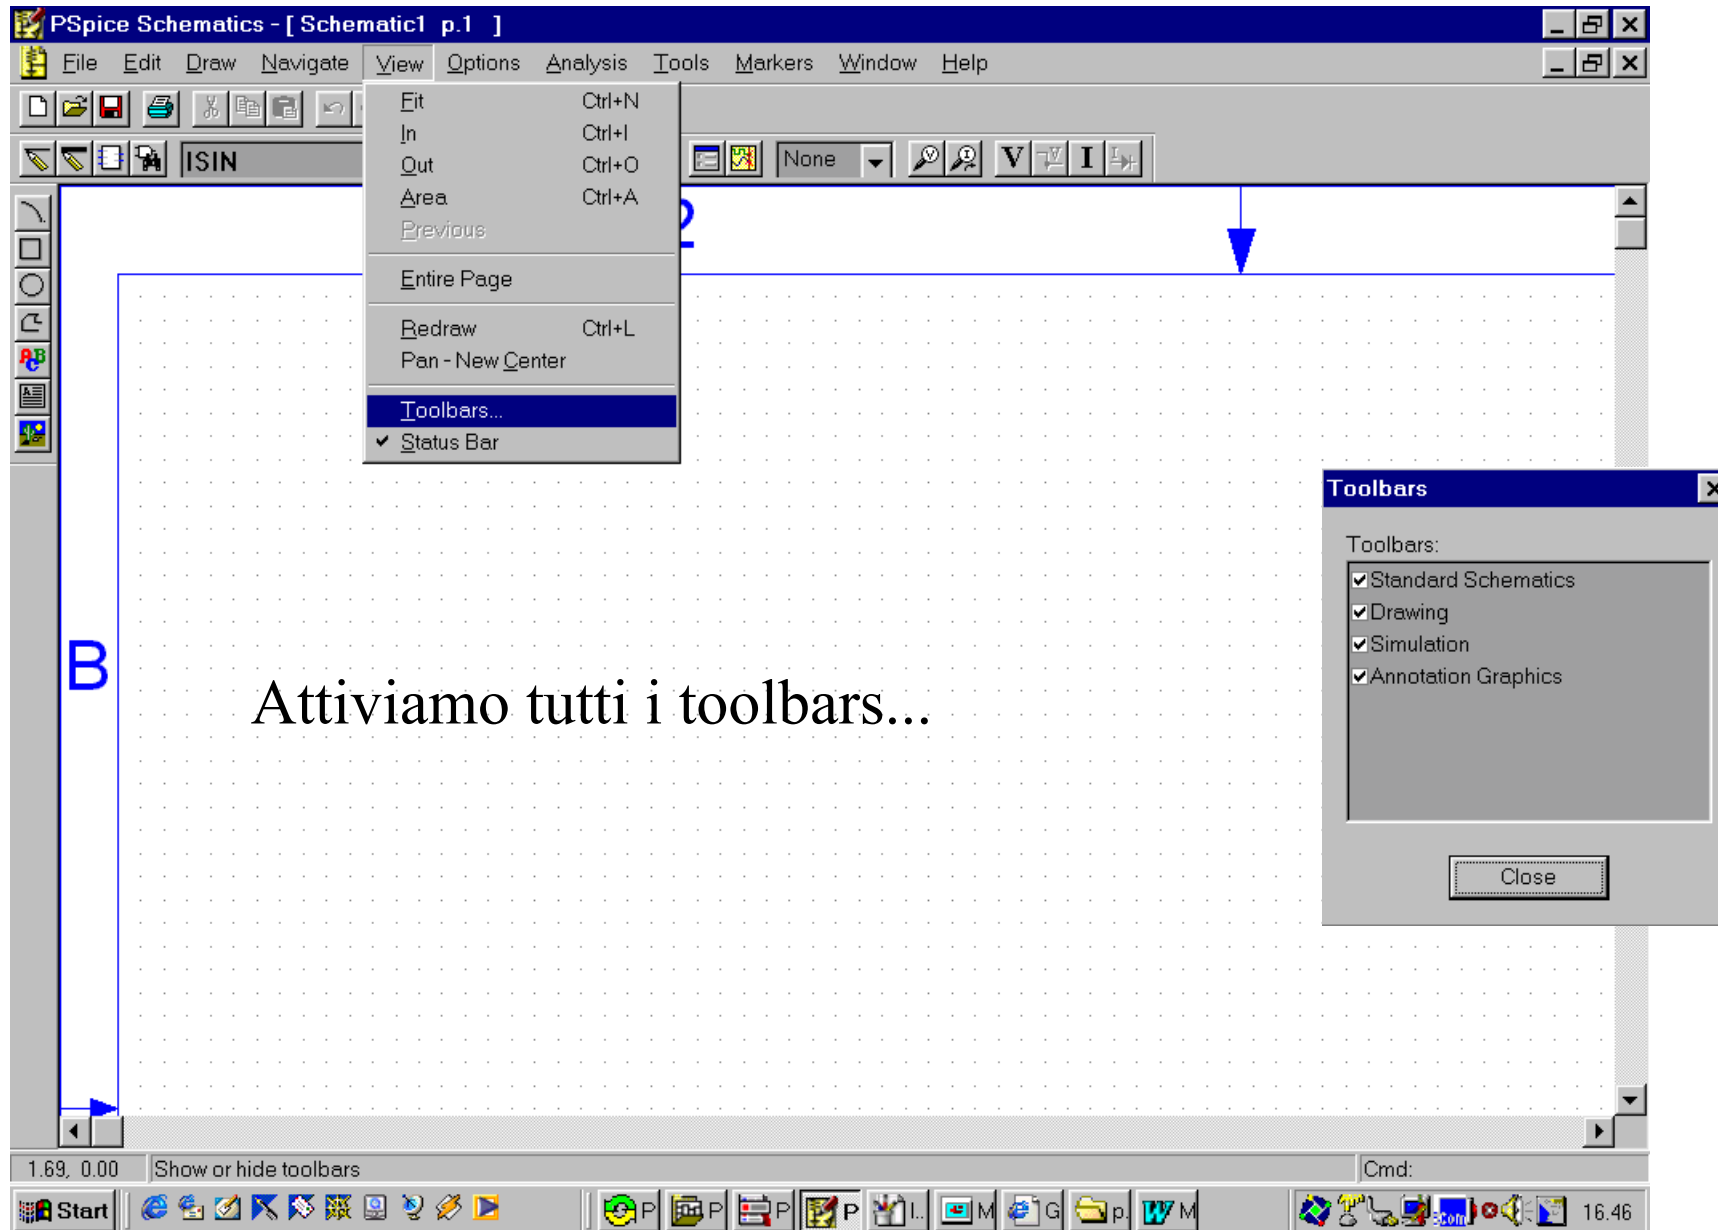 PSpice Schematics - [ Schematic1 p.1 ]
File Edit Draw Navigate View Options Analysis Tools Markers Window Help
Fit Ctrl+N
In Ctrl+I
Out Ctrl+O
Area Ctrl+A
Previous
Entire Page
Redraw Ctrl+L
Pan - New Center
Toolbars...
Status Bar
ISIN
None
V V I I
2
ABC
B
Attiviamo tutti i toolbars...
Toolbars
Toolbars:
Standard Schematics
Drawing
Simulation
Annotation Graphics
Close
1.69, 0.00 Show or hide toolbars Cmd:
Start P P P P I.. M G p. M 16.46